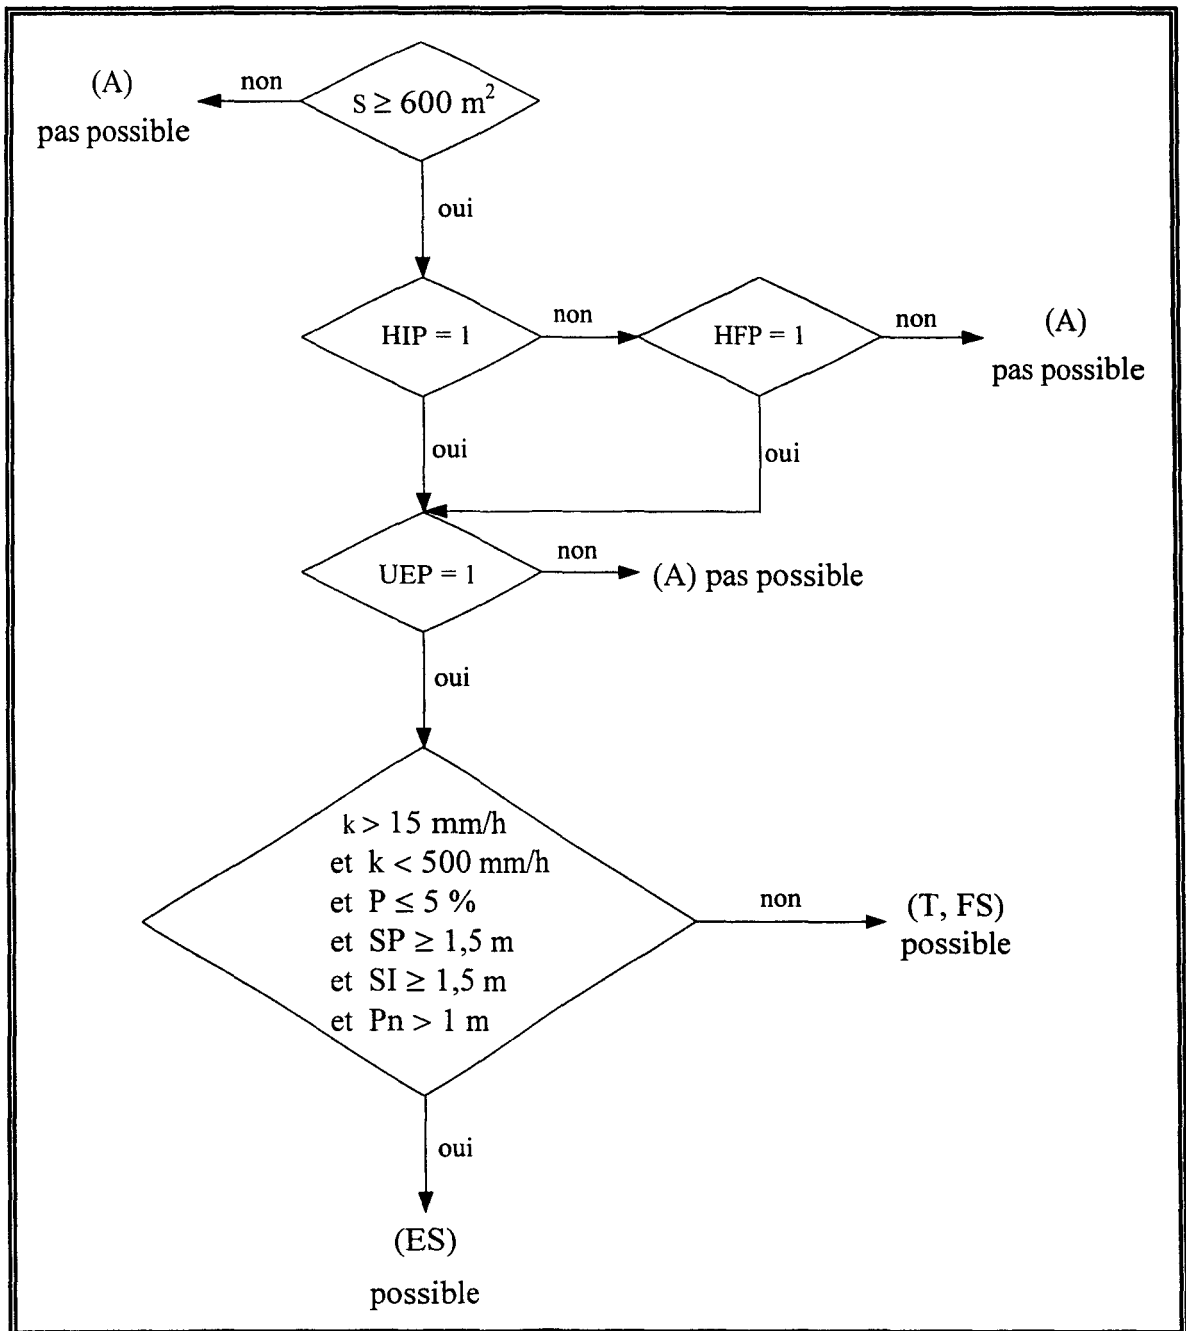 (A)
pas possible
non
S ≥ 600 m²
oui
HIP = 1
non
HFP = 1
non
(A)
pas possible
oui
oui
UEP = 1
non
(A) pas possible
oui
k > 15 mm/h
et k < 500 mm/h
et P ≤ 5 %
et SP ≥ 1,5 m
et SI ≥ 1,5 m
et Pn > 1 m
non
(T, FS)
possible
oui
(ES)
possible